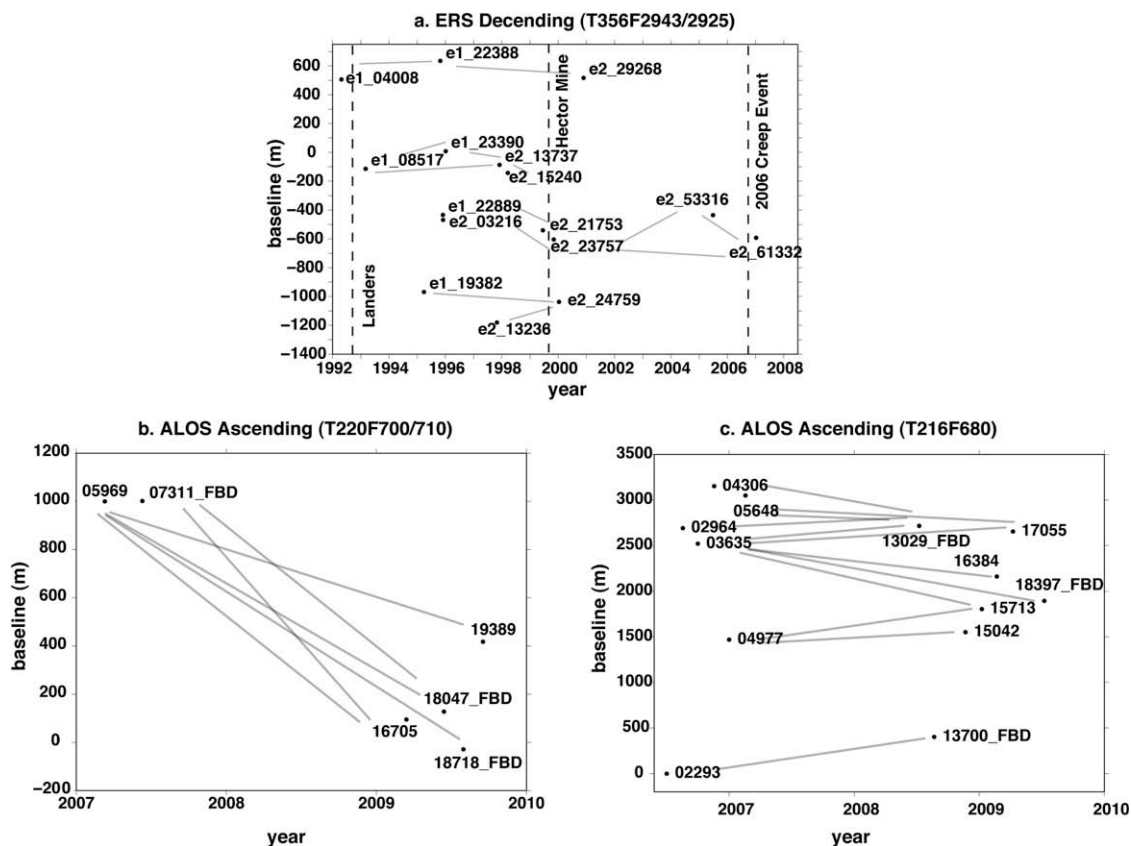 a. ERS Decending (T356F2943/2925)
600
400
200
0
−200
−400
−600
−800
−1000
−1200
−1400
baseline (m)
e1_22388
e1_04008
e2_29268
Hector Mine
2006 Creep Event
e1_23390
e1_08517
e2_13737
e2_15240
e1_22889
e2_03216
e2_21753
e2_23757
e2_53316
e2_61332
e1_19382
e2_24759
e2_13236
Landers
1992 1994 1996 1998 2000 2002 2004 2006 2008
year
b. ALOS Ascending (T220F700/710)
1200
1000
800
600
400
200
0
−200
baseline (m)
05969
07311_FBD
19389
18047_FBD
16705
18718_FBD
2007 2008 2009 2010
year
c. ALOS Ascending (T216F680)
3500
3000
2500
2000
1500
1000
500
0
baseline (m)
04306
05648
02964
03635
13029_FBD
17055
16384
18397_FBD
15713
04977
15042
13700_FBD
02293
2007 2008 2009 2010
year